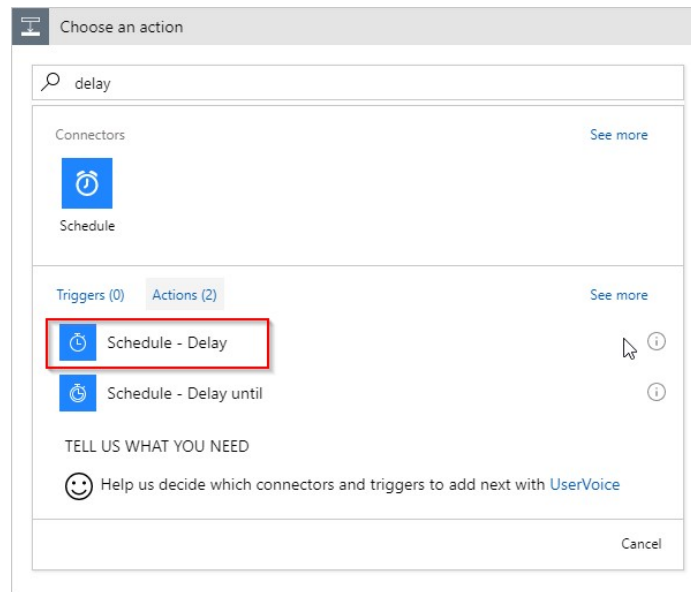 Choose an action
delay
Connectors
See more
Schedule
Triggers (0) Actions (2) See more
Schedule - Delay
Schedule - Delay until
TELL US WHAT YOU NEED
Help us decide which connectors and triggers to add next with UserVoice
Cancel